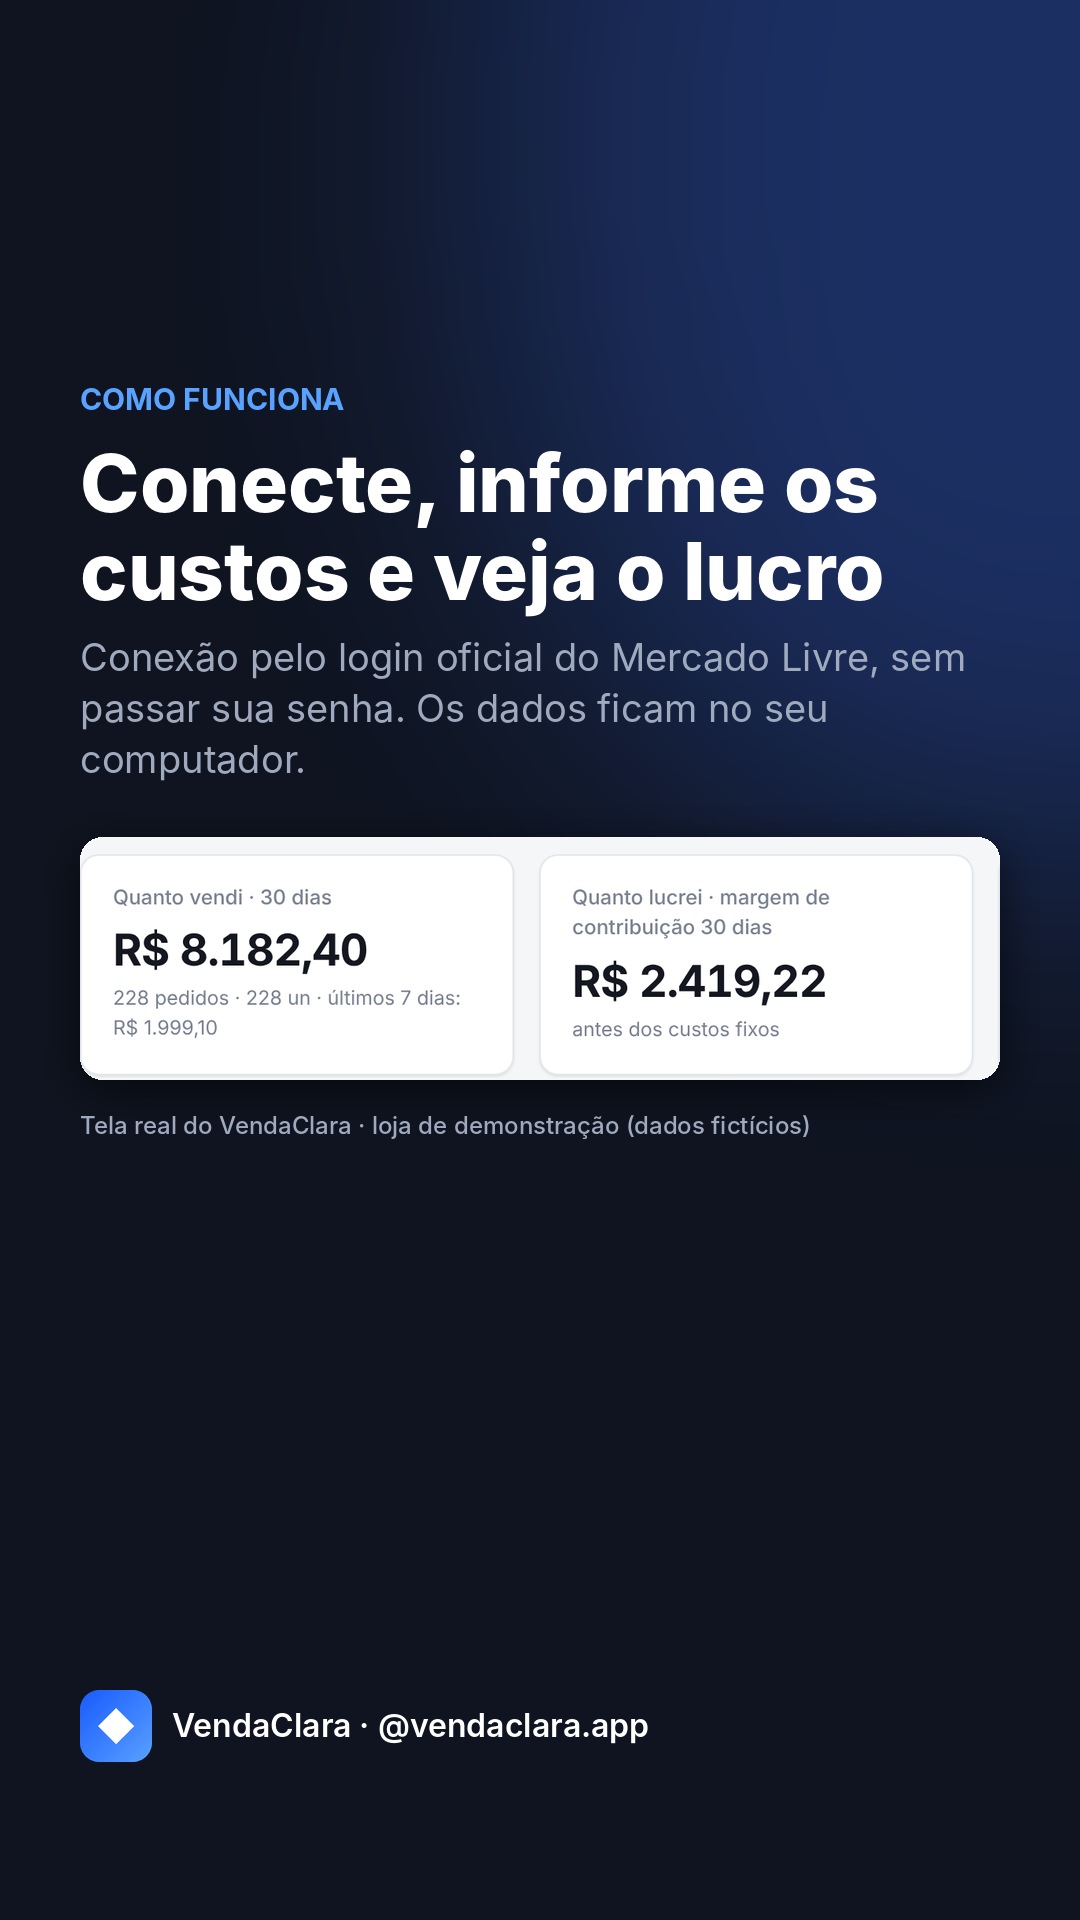 COMO FUNCIONA
Conecte, informe os
custos e veja o lucro
Conexão pelo login oficial do Mercado Livre, sem
passar sua senha. Os dados ficam no seu
computador.
Quanto vendi · 30 dias
R$ 8.182,40
228 pedidos · 228 un · últimos 7 dias:
R$ 1.999,10
Quanto lucrei · margem de
contribuição 30 dias
R$ 2.419,22
antes dos custos fixos
Tela real do VendaClara · loja de demonstração (dados fictícios)
VendaClara · @vendaclara.app